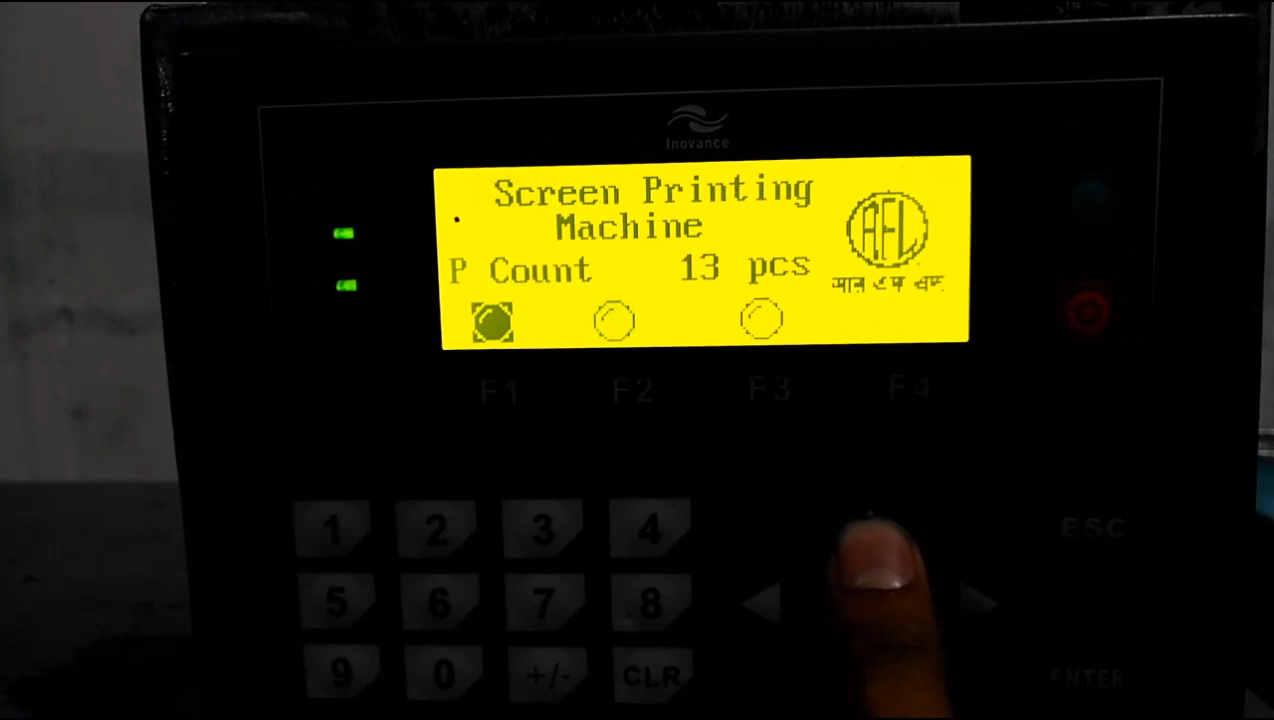 Inovance
Screen Printing
Machine
AFL
P Count 13 pcs
F1 F2 F3 F4
1 2 3 4
ESC
5 6 7 8
9 0 +/- CLR
ENTER